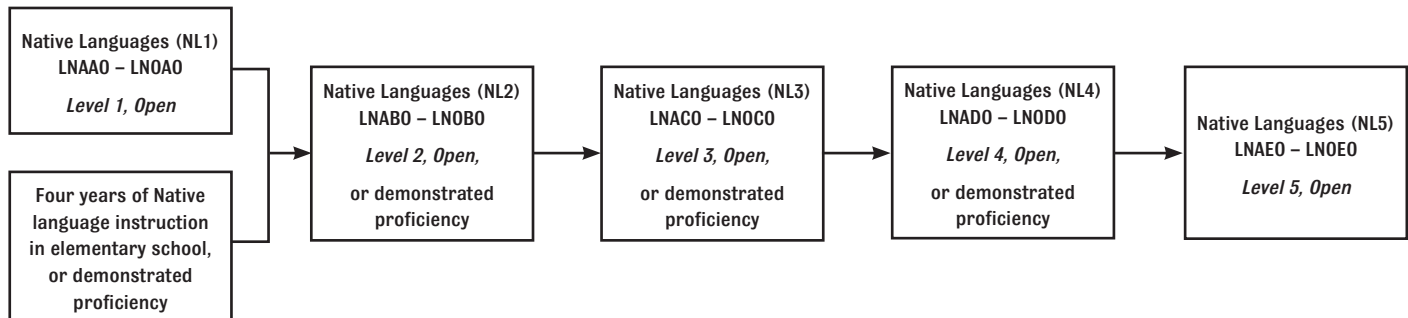 Native Languages (NL1)
LNAAO – LNOAO
Level 1, Open
Four years of Native
language instruction
in elementary school,
or demonstrated
proficiency
Native Languages (NL2)
LNABO – LNOBO
Level 2, Open,
or demonstrated
proficiency
Native Languages (NL3)
LNACO – LNOCO
Level 3, Open,
or demonstrated
proficiency
Native Languages (NL4)
LNADO – LNODO
Level 4, Open,
or demonstrated
proficiency
Native Languages (NL5)
LNAEO – LNOEO
Level 5, Open